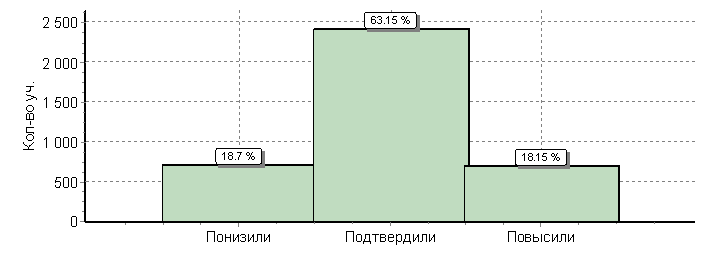 Кол-во уч.
2 500
2 000
1 500
1 000
500
0
63.15 %
18.7 %
18.15 %
Понизили
Подтвердили
Повысили